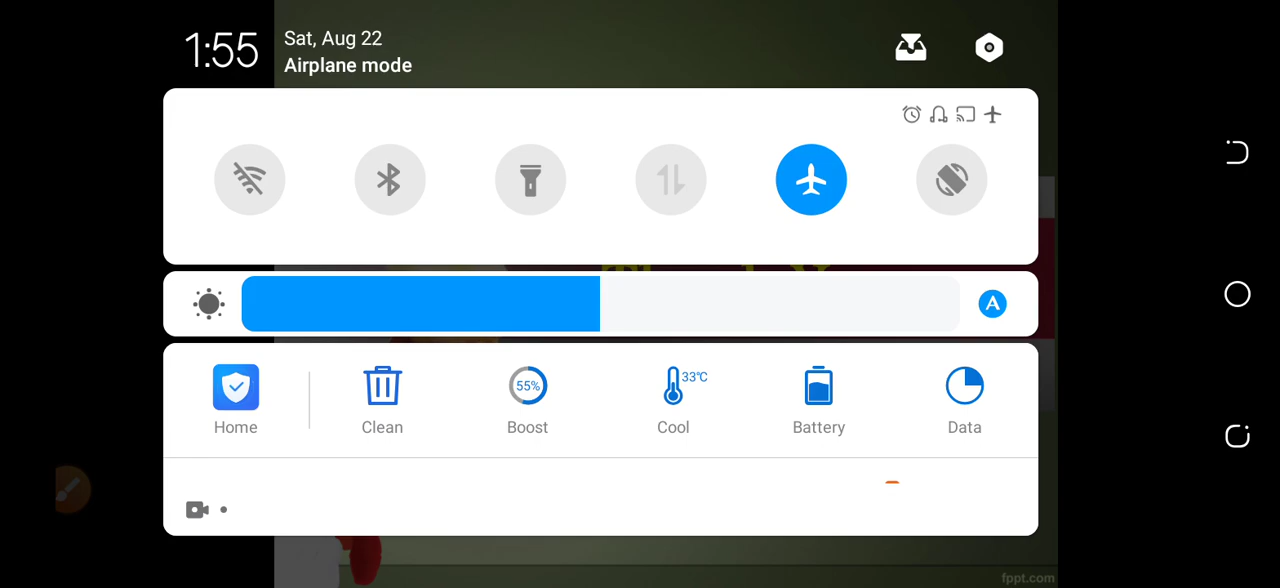 1:55
Sat, Aug 22
Airplane mode
A
55%
33°C
Home
Clean
Boost
Cool
Battery
Data
fppt.com